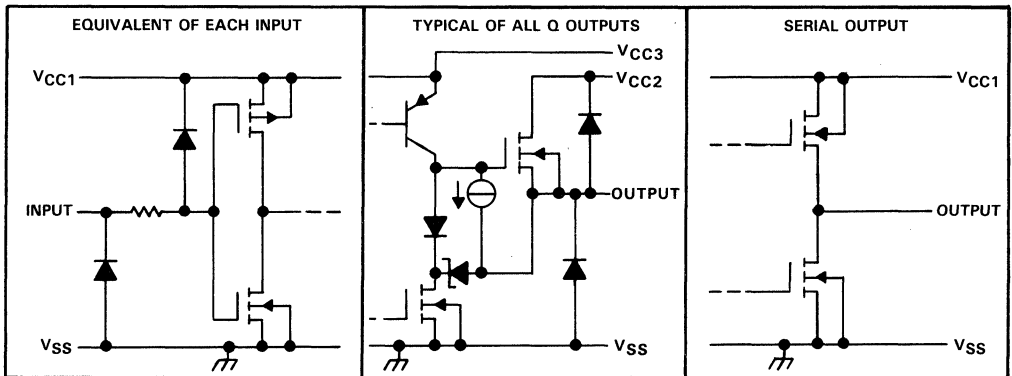 EQUIVALENT OF EACH INPUT
VCC1
INPUT
VSS
TYPICAL OF ALL Q OUTPUTS
VCC3
VCC2
OUTPUT
VSS
SERIAL OUTPUT
VCC1
OUTPUT
VSS